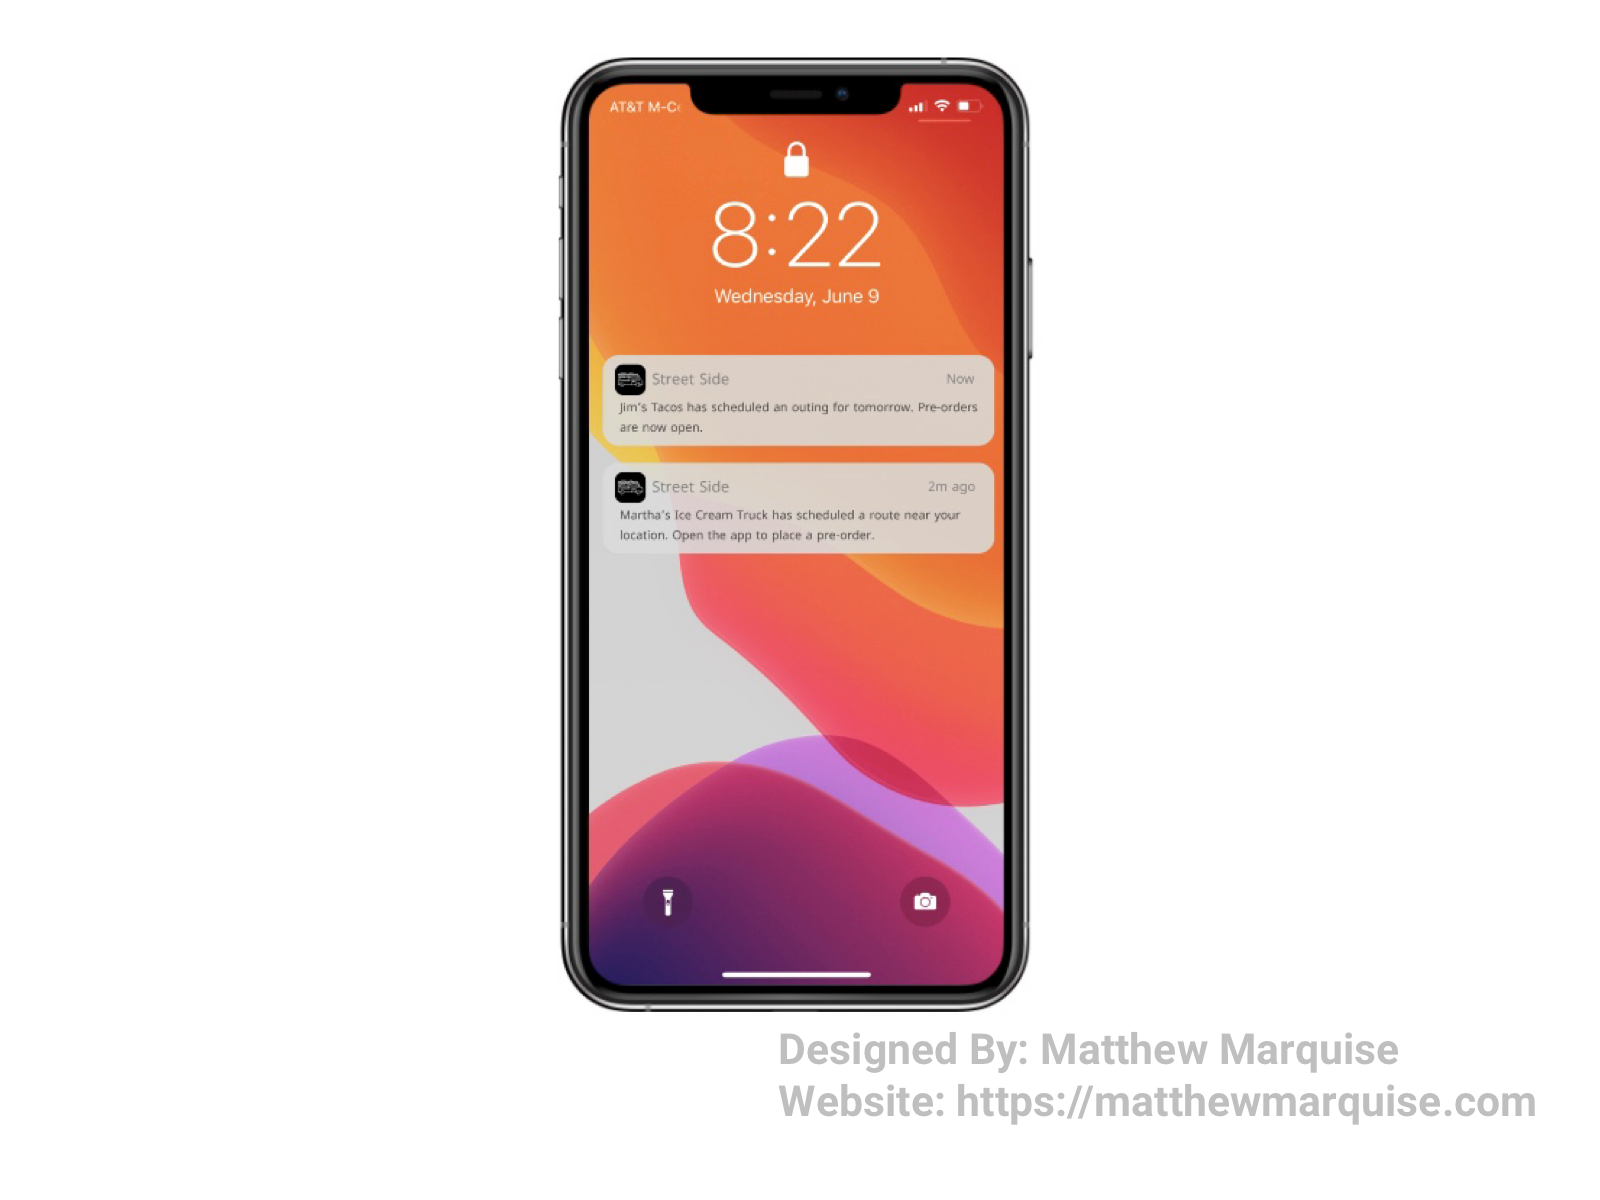 AT&T M-C
8:22
Wednesday, June 9
Street Side Now
Jim's Tacos has scheduled an outing for tomorrow. Pre-orders
are now open.
Street Side 2m ago
Martha's Ice Cream Truck has scheduled a route near your
location. Open the app to place a pre-order.
Designed By: Matthew Marquise
Website: https://matthewmarquise.com